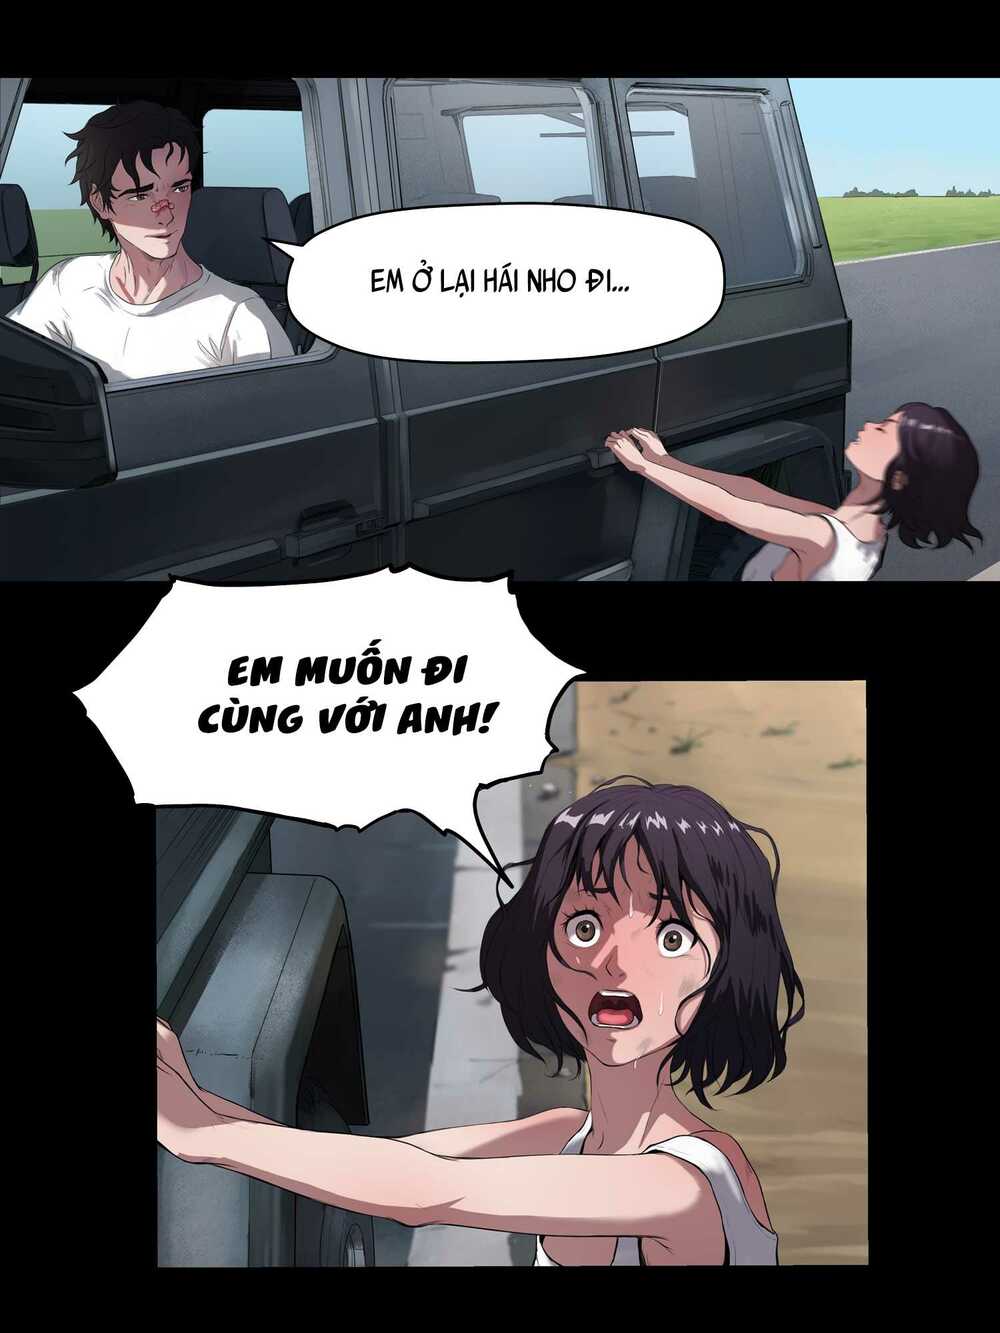 EM Ở LẠI HÁI NHO ĐI...
EM MUỐN ĐI
CÙNG VỚI ANH!